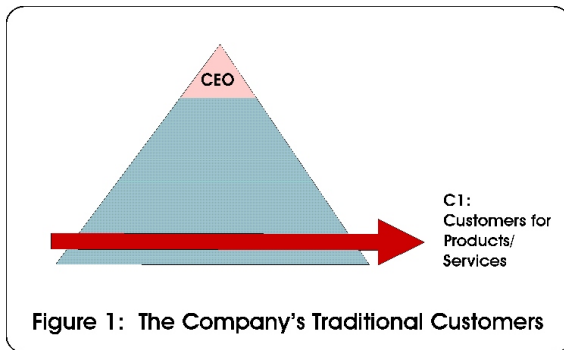 CEO
C1:
Customers for
Products/
Services
Figure 1: The Company's Traditional Customers